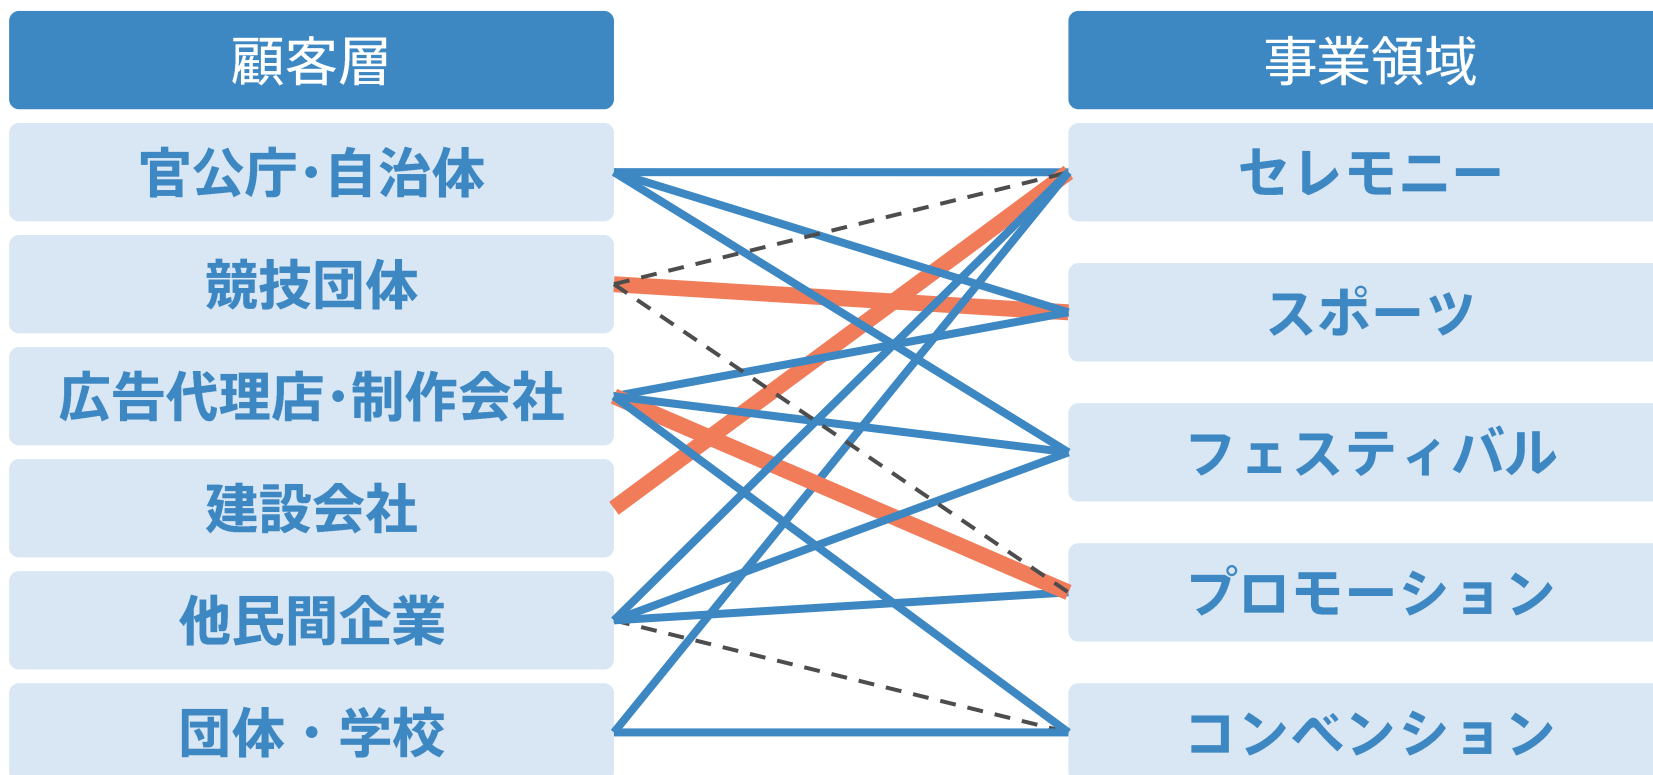 顧客層
官公庁･自治体
競技団体
広告代理店･制作会社
建設会社
他民間企業
団体・学校
事業領域
セレモニー
スポーツ
フェスティバル
プロモーション
コンベンション